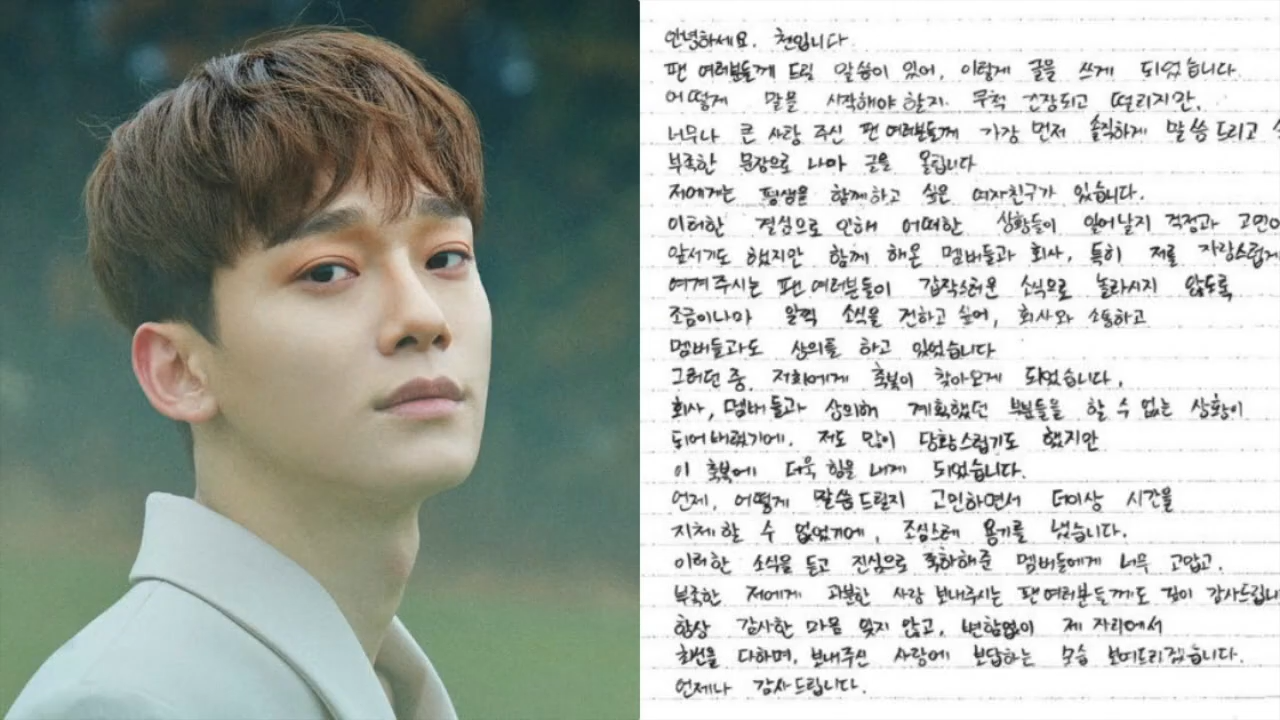 안녕하세요. 첸입니다.
팬 여러분들께 드릴 말씀이 있어, 이렇게 글을 쓰게 되었습니다.
어떻게 말을 시작해야 할지. 무척 긴장되고 떨리지만.
너무나 큰 사랑 주신 팬 여러분들께 가장 먼저 솔직하게 말씀드리고
부족한 문장으로 나마 글을 올립니다
저에게는 평생을 함께하고 싶은 여자친구가 있습니다.
이러한 결심으로 인해 어떠한 상황들이 일어날지 걱정과 고민이
앞서기도 했지만 함께 해온 멤버들과 회사, 특히 저를 자랑스럽게
여겨주시는 팬 여러분들이 갑작스러운 소식으로 놀라시지 않도록
조금이나마 일찍 소식을 전하고 싶어, 회사와 소통하고
멤버들과도 상의를 하고 있었습니다
그러던 중, 저희에게 축복이 찾아오게 되었습니다.
회사, 멤버들과 상의해 계획했던 부분들을 할 수 없는 상황이
되어버렸기에. 저도 많이 당황스럽기도 했지만
이 축복에 더욱 힘을 내게 되었습니다.
언제, 어떻게 말씀드릴지 고민하면서 더이상 시간을
지체할 수 없었기에, 조심스레 용기를 냈습니다.
이러한 소식을 듣고 진심으로 축하해준 멤버들에게 너무 고맙고.
부족한 저에게 과분한 사랑 보내주시는 팬여러분들께도 깊이 감사드립니
항상 감사한 마음 잊지 않고, 변함없이 제 자리에서
최선을 다하며, 보내주신 사랑에 보답하는 모습 보여드리겠습니다.
언제나 감사드립니다.